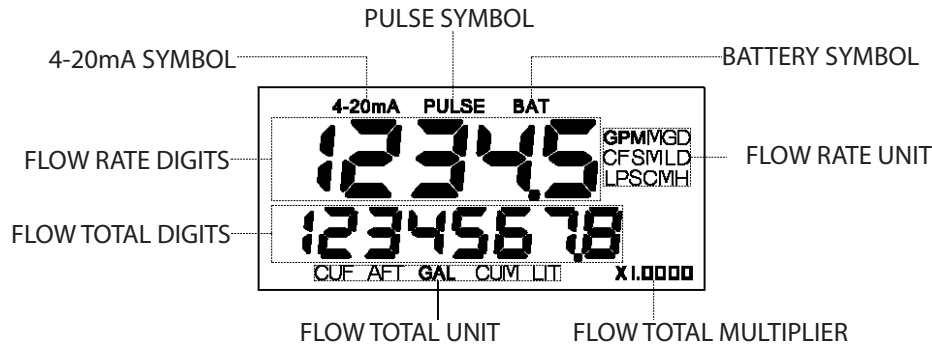 PULSE SYMBOL
4-20mA SYMBOL
BATTERY SYMBOL
4-20mA PULSE BAT
FLOW RATE DIGITS
1234.5
GPM MGD
CFS MLD
LPS CMH
FLOW RATE UNIT
FLOW TOTAL DIGITS
1234567.8
CUF AFT GAL CUM LIT
X1.0000
FLOW TOTAL UNIT
FLOW TOTAL MULTIPLIER